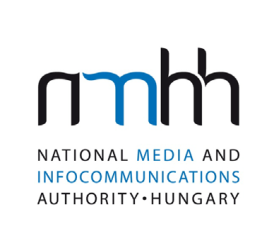 nmhh
NATIONAL MEDIA AND
INFOCOMMUNICATIONS
AUTHORITY•HUNGARY